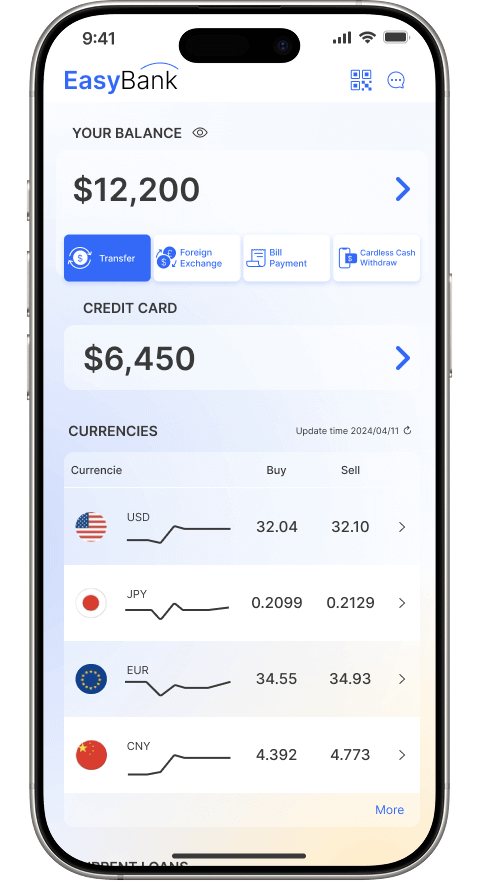 9:41
EasyBank
YOUR BALANCE
$12,200
Transfer
Foreign
Exchange
Bill
Payment
Cardless Cash
Withdraw
CREDIT CARD
$6,450
CURRENCIES Update time 2024/04/11
Currencie Buy Sell
USD 32.04 32.10
JPY 0.2099 0.2129
EUR 34.55 34.93
CNY 4.392 4.773
More
CURRENT LOANS